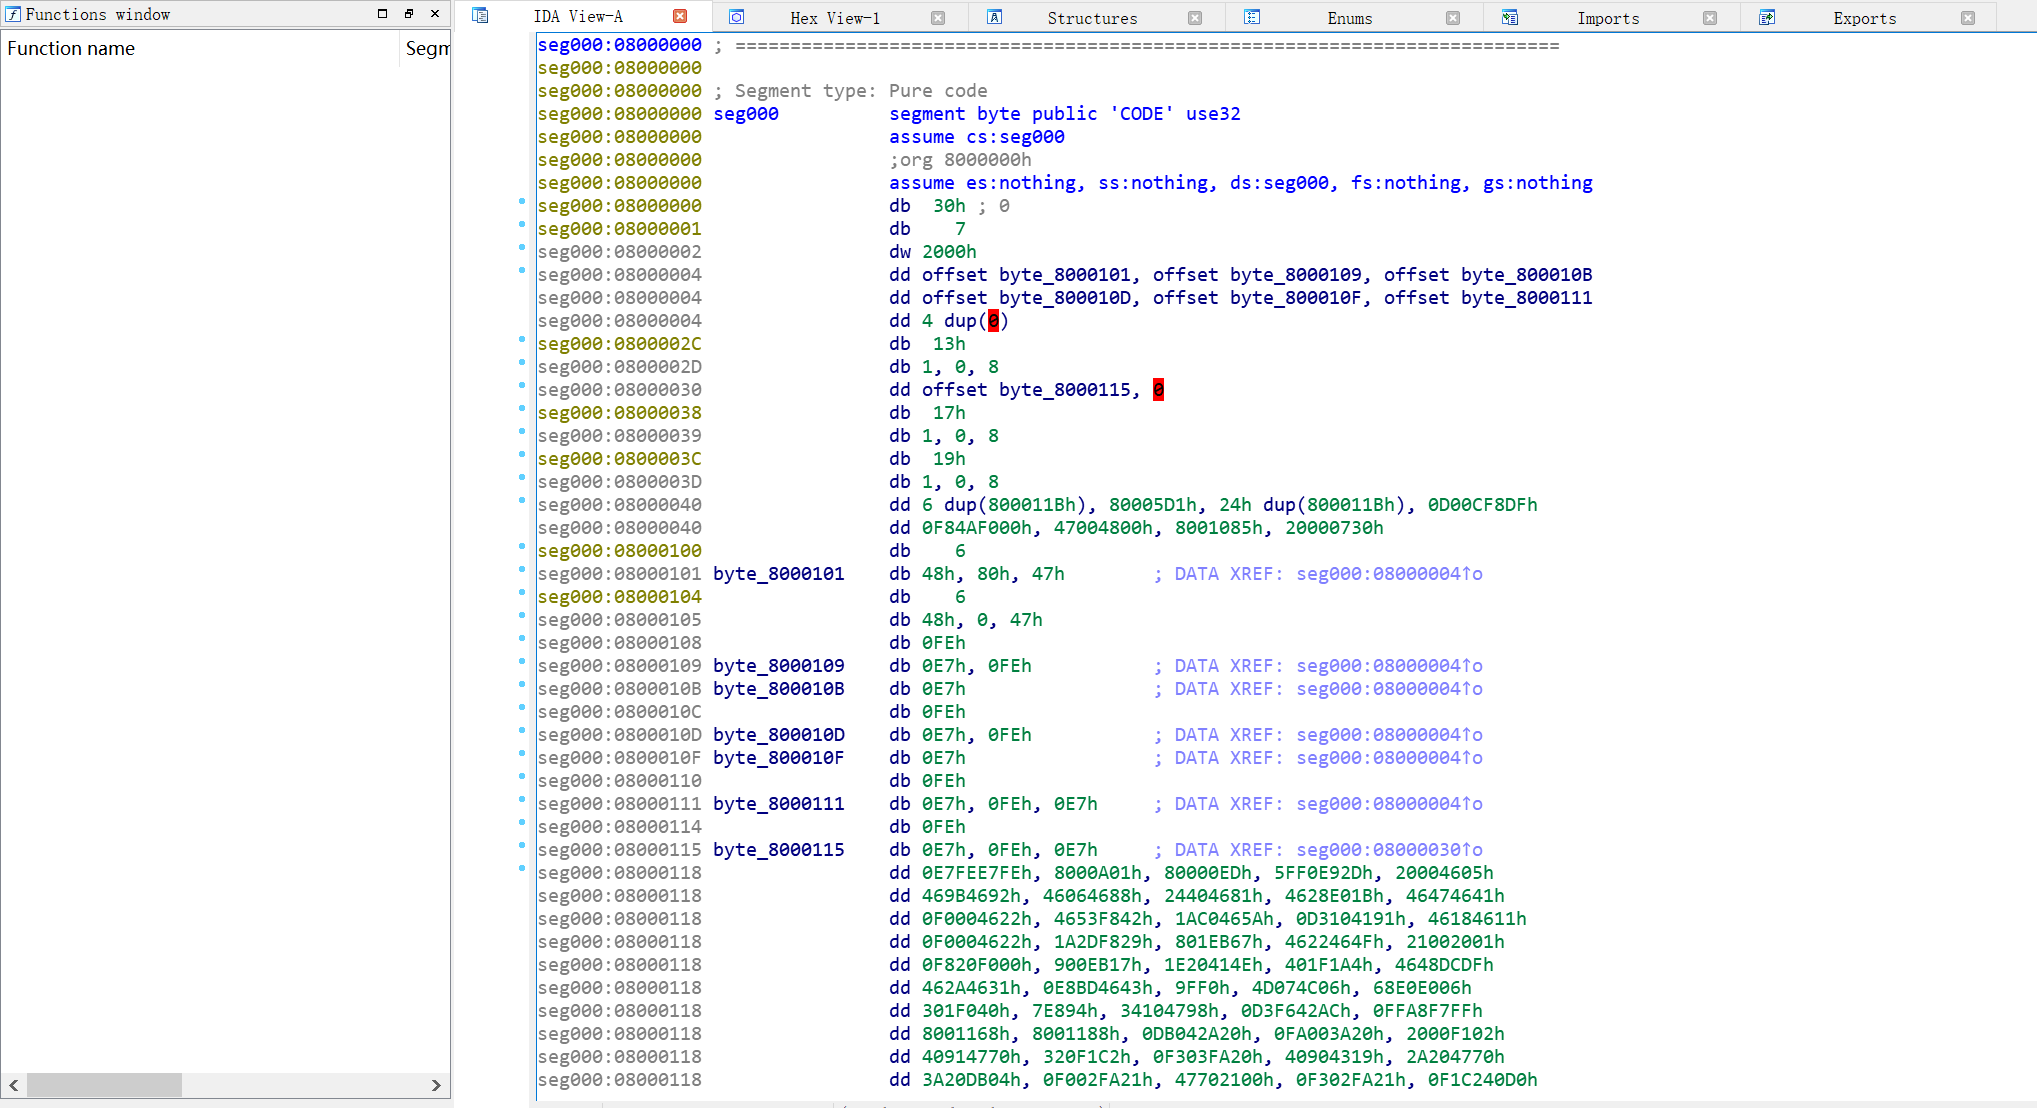 Functions window
Function name Segm
IDA View-A Hex View-1 Structures Enums Imports Exports
seg000:08000000 ; ===========================================================================
seg000:08000000
seg000:08000000 ; Segment type: Pure code
seg000:08000000 seg000 segment byte public 'CODE' use32
seg000:08000000 assume cs:seg000
seg000:08000000 ;org 8000000h
seg000:08000000 assume es:nothing, ss:nothing, ds:seg000, fs:nothing, gs:nothing
seg000:08000000 db 30h ; 0
seg000:08000001 db 7
seg000:08000002 dw 2000h
seg000:08000004 dd offset byte_8000101, offset byte_8000109, offset byte_800010B
seg000:08000004 dd offset byte_800010D, offset byte_800010F, offset byte_8000111
seg000:08000004 dd 4 dup(0)
seg000:0800002C db 13h
seg000:0800002D db 1, 0, 8
seg000:08000030 dd offset byte_8000115, 0
seg000:08000038 db 17h
seg000:08000039 db 1, 0, 8
seg000:0800003C db 19h
seg000:0800003D db 1, 0, 8
seg000:08000040 dd 6 dup(800011Bh), 80005D1h, 24h dup(800011Bh), 0D00CF8DFh
seg000:08000040 dd 0F84AF000h, 47004800h, 8001085h, 20000730h
seg000:08000100 db 6
seg000:08000101 byte_8000101 db 48h, 80h, 47h ; DATA XREF: seg000:08000004↑o
seg000:08000104 db 6
seg000:08000105 db 48h, 0, 47h
seg000:08000108 db 0FEh
seg000:08000109 byte_8000109 db 0E7h, 0FEh ; DATA XREF: seg000:08000004↑o
seg000:0800010B byte_800010B db 0E7h ; DATA XREF: seg000:08000004↑o
seg000:0800010C db 0FEh
seg000:0800010D byte_800010D db 0E7h, 0FEh ; DATA XREF: seg000:08000004↑o
seg000:0800010F byte_800010F db 0E7h ; DATA XREF: seg000:08000004↑o
seg000:08000110 db 0FEh
seg000:08000111 byte_8000111 db 0E7h, 0FEh, 0E7h ; DATA XREF: seg000:08000004↑o
seg000:08000114 db 0FEh
seg000:08000115 byte_8000115 db 0E7h, 0FEh, 0E7h ; DATA XREF: seg000:08000030↑o
seg000:08000118 dd 0E7FEE7FEh, 8000A01h, 80000EDh, 5FF0E92Dh, 20004605h
seg000:08000118 dd 469B4692h, 46064688h, 24404681h, 4628E01Bh, 46474641h
seg000:08000118 dd 0F0004622h, 4653F842h, 1AC0465Ah, 0D3104191h, 46184611h
seg000:08000118 dd 0F0004622h, 1A2DF829h, 801EB67h, 4622464Fh, 21002001h
seg000:08000118 dd 0F820F000h, 900EB17h, 1E20414Eh, 401F1A4h, 4648DCDFh
seg000:08000118 dd 462A4631h, 0E8BD4643h, 9FF0h, 4D074C06h, 68E0E006h
seg000:08000118 dd 301F040h, 7E894h, 34104798h, 0D3F642ACh, 0FFA8F7FFh
seg000:08000118 dd 8001168h, 8001188h, 0DB042A20h, 0FA003A20h, 2000F102h
seg000:08000118 dd 40914770h, 320F1C2h, 0F303FA20h, 40904319h, 2A204770h
seg000:08000118 dd 3A20DB04h, 0F002FA21h, 47702100h, 0F302FA21h, 0F1C240D0h